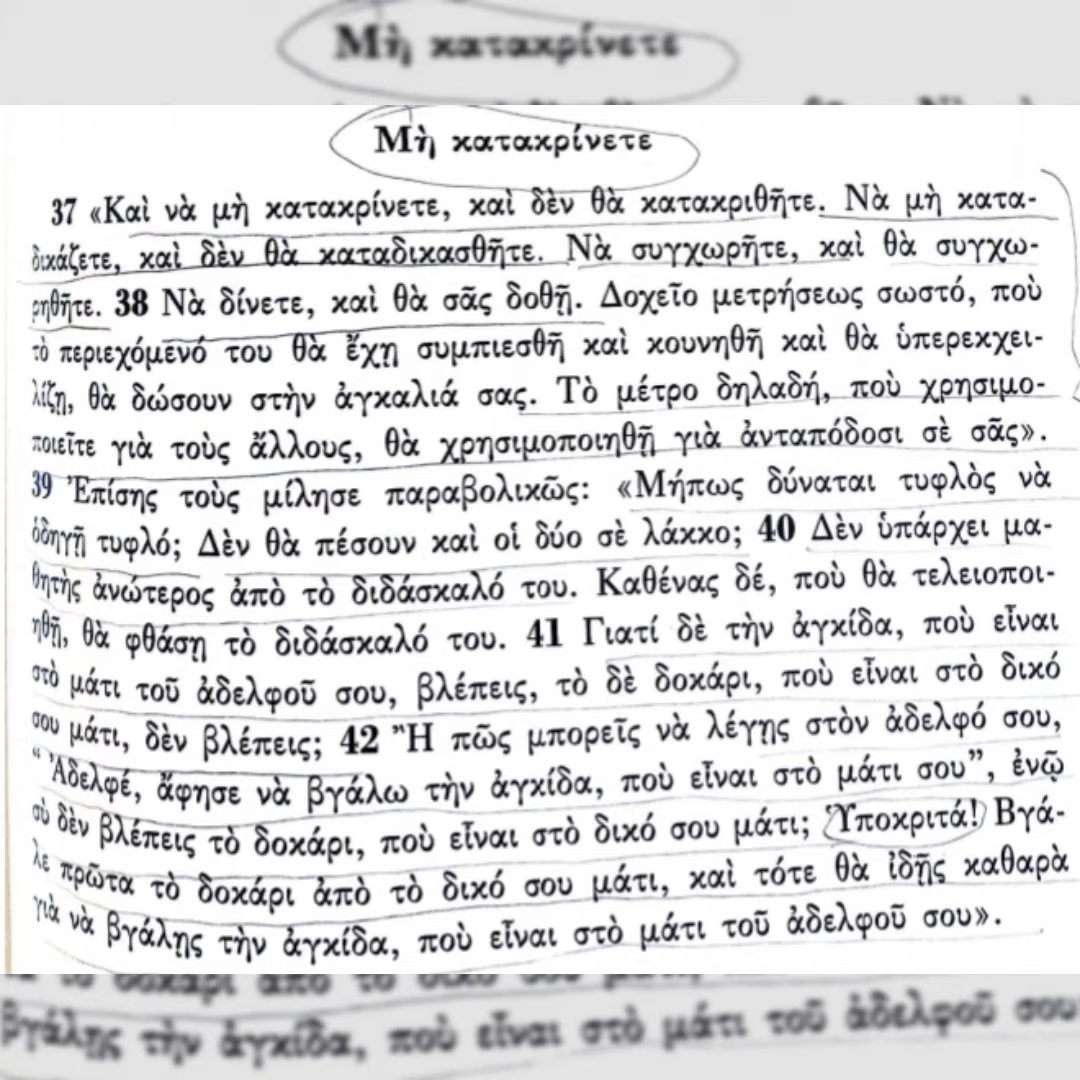 Μὴ κατακρίνετε
Μὴ κατακρίνετε
37 «Καὶ νὰ μὴ κατακρίνετε, καὶ δὲν θὰ κατακριθῆτε. Νὰ μὴ κατα-
δικάζετε, καὶ δὲν θὰ καταδικασθῆτε. Νὰ συγχωρῆτε, καὶ θὰ συγχω-
ρηθῆτε. 38 Νὰ δίνετε, καὶ θὰ σᾶς δοθῇ. Δοχεῖο μετρήσεως σωστό, ποὺ
τὸ περιεχόμενό του θὰ ἔχῃ συμπιεσθῆ καὶ κουνηθῆ καὶ θὰ ὑπερεκχει-
λίζῃ, θὰ δώσουν στὴν ἀγκαλιά σας. Τὸ μέτρο δηλαδή, ποὺ χρησιμο-
ποιεῖτε γιὰ τοὺς ἄλλους, θὰ χρησιμοποιηθῇ γιὰ ἀνταπόδοσι σὲ σᾶς».
39 Ἐπίσης τοὺς μίλησε παραβολικῶς: «Μήπως δύναται τυφλὸς νὰ
ὁδηγῇ τυφλό; Δὲν θὰ πέσουν καὶ οἱ δύο σὲ λάκκο; 40 Δὲν ὑπάρχει μα-
θητὴς ἀνώτερος ἀπὸ τὸ διδάσκαλό του. Καθένας δέ, ποὺ θὰ τελειοποι-
ηθῇ, θὰ φθάσῃ τὸ διδάσκαλό του. 41 Γιατί δὲ τὴν ἀγκίδα, ποὺ εἶναι
στὸ μάτι τοῦ ἀδελφοῦ σου, βλέπεις, τὸ δὲ δοκάρι, ποὺ εἶναι στὸ δικό
σου μάτι, δὲν βλέπεις; 42 Ἢ πῶς μπορεῖς νὰ λέγῃς στὸν ἀδελφό σου,
“Ἀδελφέ, ἄφησε νὰ βγάλω τὴν ἀγκίδα, ποὺ εἶναι στὸ μάτι σου”, ἐνῷ
σὺ δὲν βλέπεις τὸ δοκάρι, ποὺ εἶναι στὸ δικό σου μάτι; Ὑποκριτά! Βγά-
λε πρῶτα τὸ δοκάρι ἀπὸ τὸ δικό σου μάτι, καὶ τότε θὰ ἰδῇς καθαρὰ
γιὰ νὰ βγάλῃς τὴν ἀγκίδα, ποὺ εἶναι στὸ μάτι τοῦ ἀδελφοῦ σου».
βγάλῃς τὴν ἀγκίδα, ποὺ εἶναι στὸ μάτι τοῦ ἀδελφοῦ σου